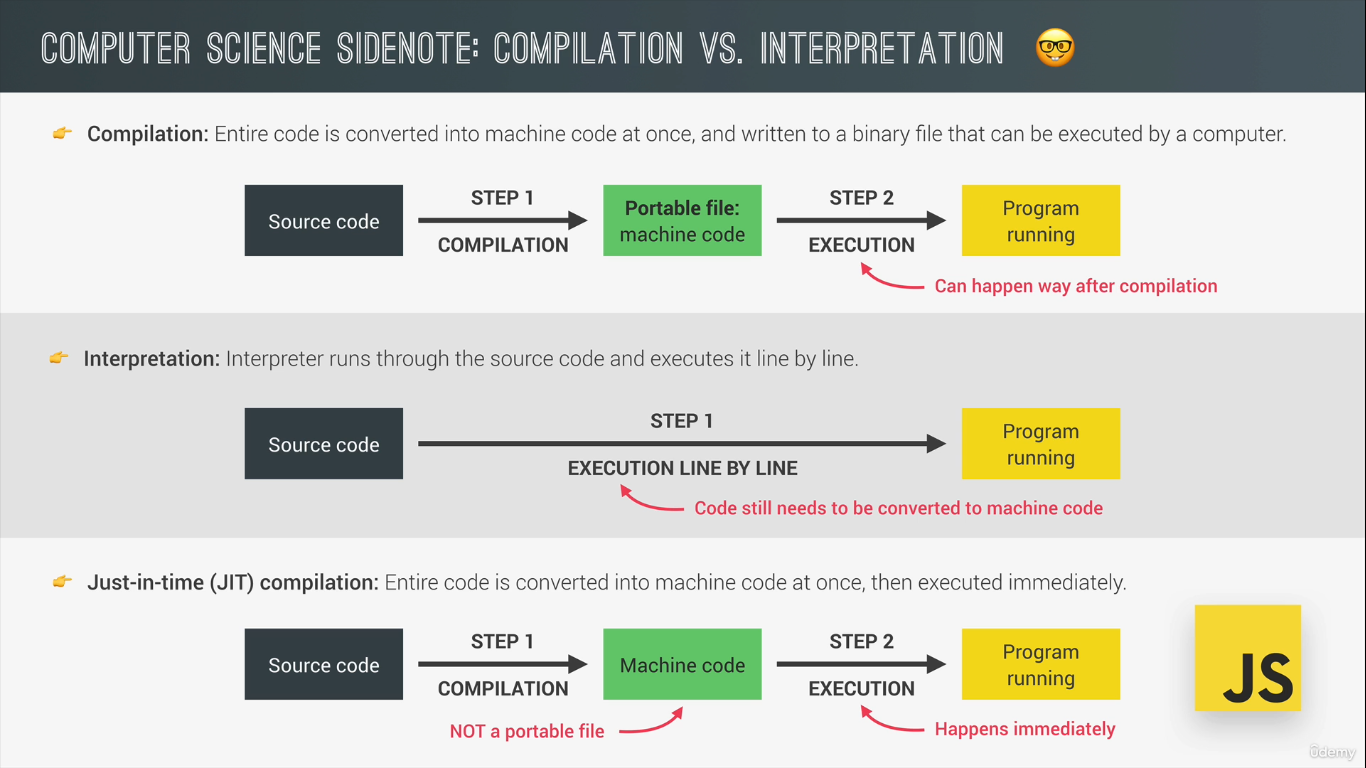 COMPUTER SCIENCE SIDENOTE: COMPILATION VS. INTERPRETATION
Compilation: Entire code is converted into machine code at once, and written to a binary file that can be executed by a computer.
Source code
STEP 1
COMPILATION
Portable file:
machine code
STEP 2
EXECUTION
Program
running
Can happen way after compilation
Interpretation: Interpreter runs through the source code and executes it line by line.
Source code
STEP 1
EXECUTION LINE BY LINE
Program
running
Code still needs to be converted to machine code
Just-in-time (JIT) compilation: Entire code is converted into machine code at once, then executed immediately.
Source code
STEP 1
COMPILATION
Machine code
STEP 2
EXECUTION
Program
running
NOT a portable file
Happens immediately
JS
ûdemy